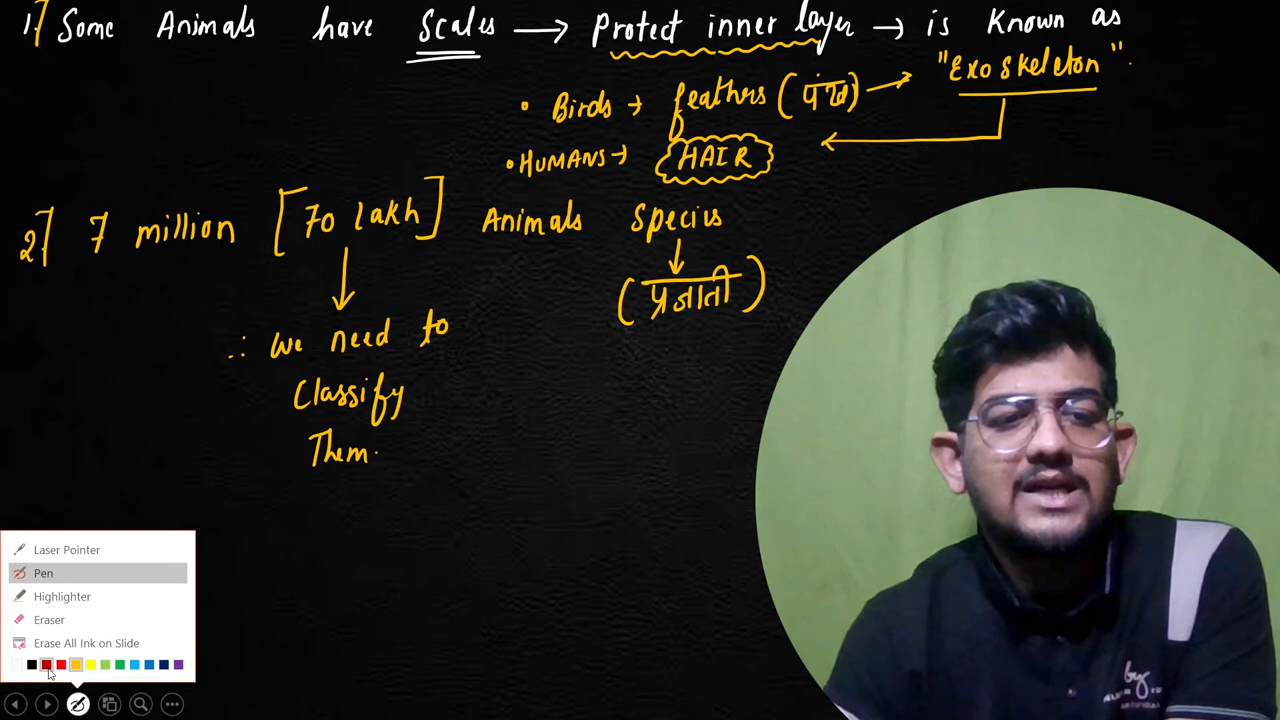 1.) Some Animals have Scales → Protect inner layer → is known as
"Exoskeleton".
• Birds → feathers (पंख) →
• HUMANS → HAIR
2) 7 million [70 lakh] Animals Species
↓ (प्रजाती)
∴ we need to
Classify
Them.
Laser Pointer
Pen
Highlighter
Eraser
Erase All Ink on Slide
by